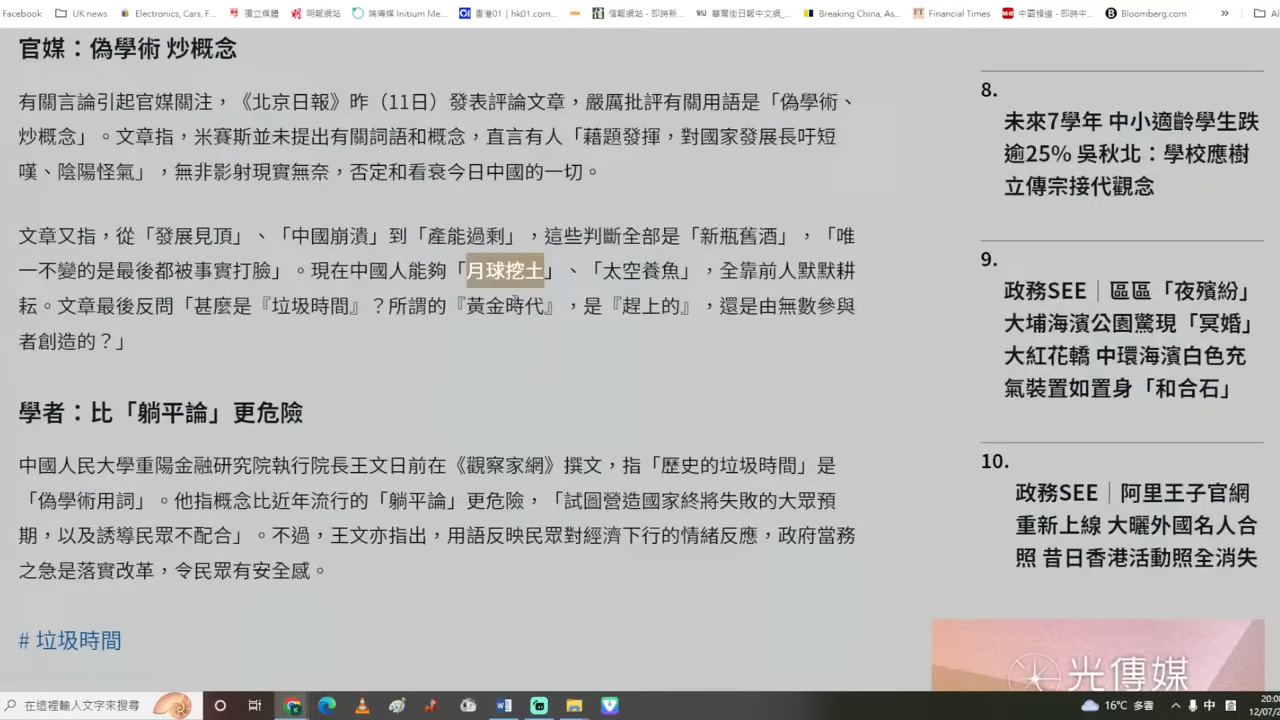 Facebook UK news Electronics, Cars, F... 獨立媒體 明報網站 端傳媒 Initium Me... 香港01 | hk01.com... 信報網站 - 即時新... 華爾街日報中文網_... Breaking China, As... Financial Times 中國頻道 - 即時中... Bloomberg.com » Al
官媒：偽學術 炒概念
有關言論引起官媒關注，《北京日報》昨（11日）發表評論文章，嚴厲批評有關用語是「偽學術、
炒概念」。文章指，米賽斯並未提出有關詞語和概念，直言有人「藉題發揮，對國家發展長吁短
嘆、陰陽怪氣」，無非影射現實無奈，否定和看衰今日中國的一切。
文章又指，從「發展見頂」、「中國崩潰」到「產能過剩」，這些判斷全部是「新瓶舊酒」，「唯
一不變的是最後都被事實打臉」。現在中國人能夠「月球挖土」、「太空養魚」，全靠前人默默耕
耘。文章最後反問「甚麼是『垃圾時間』？所謂的『黃金時代』，是『趕上的』，還是由無數參與
者創造的？」
學者：比「躺平論」更危險
中國人民大學重陽金融研究院執行院長王文日前在《觀察家網》撰文，指「歷史的垃圾時間」是
「偽學術用詞」。他指概念比近年流行的「躺平論」更危險，「試圖營造國家終將失敗的大眾預
期，以及誘導民眾不配合」。不過，王文亦指出，用語反映民眾對經濟下行的情緒反應，政府當務
之急是落實改革，令民眾有安全感。
# 垃圾時間
8.
未來7學年 中小適齡學生跌
逾25% 吳秋北：學校應樹
立傳宗接代觀念
9.
政務SEE｜區區「夜繽紛」
大埔海濱公園驚現「冥婚」
大紅花轎 中環海濱白色充
氣裝置如置身「和合石」
10.
政務SEE｜阿里王子官網
重新上線 大曬外國名人合
照 昔日香港活動照全消失
光傳媒
在這裡輸入文字來搜尋
16°C 多雲 中
20:0
12/07/2